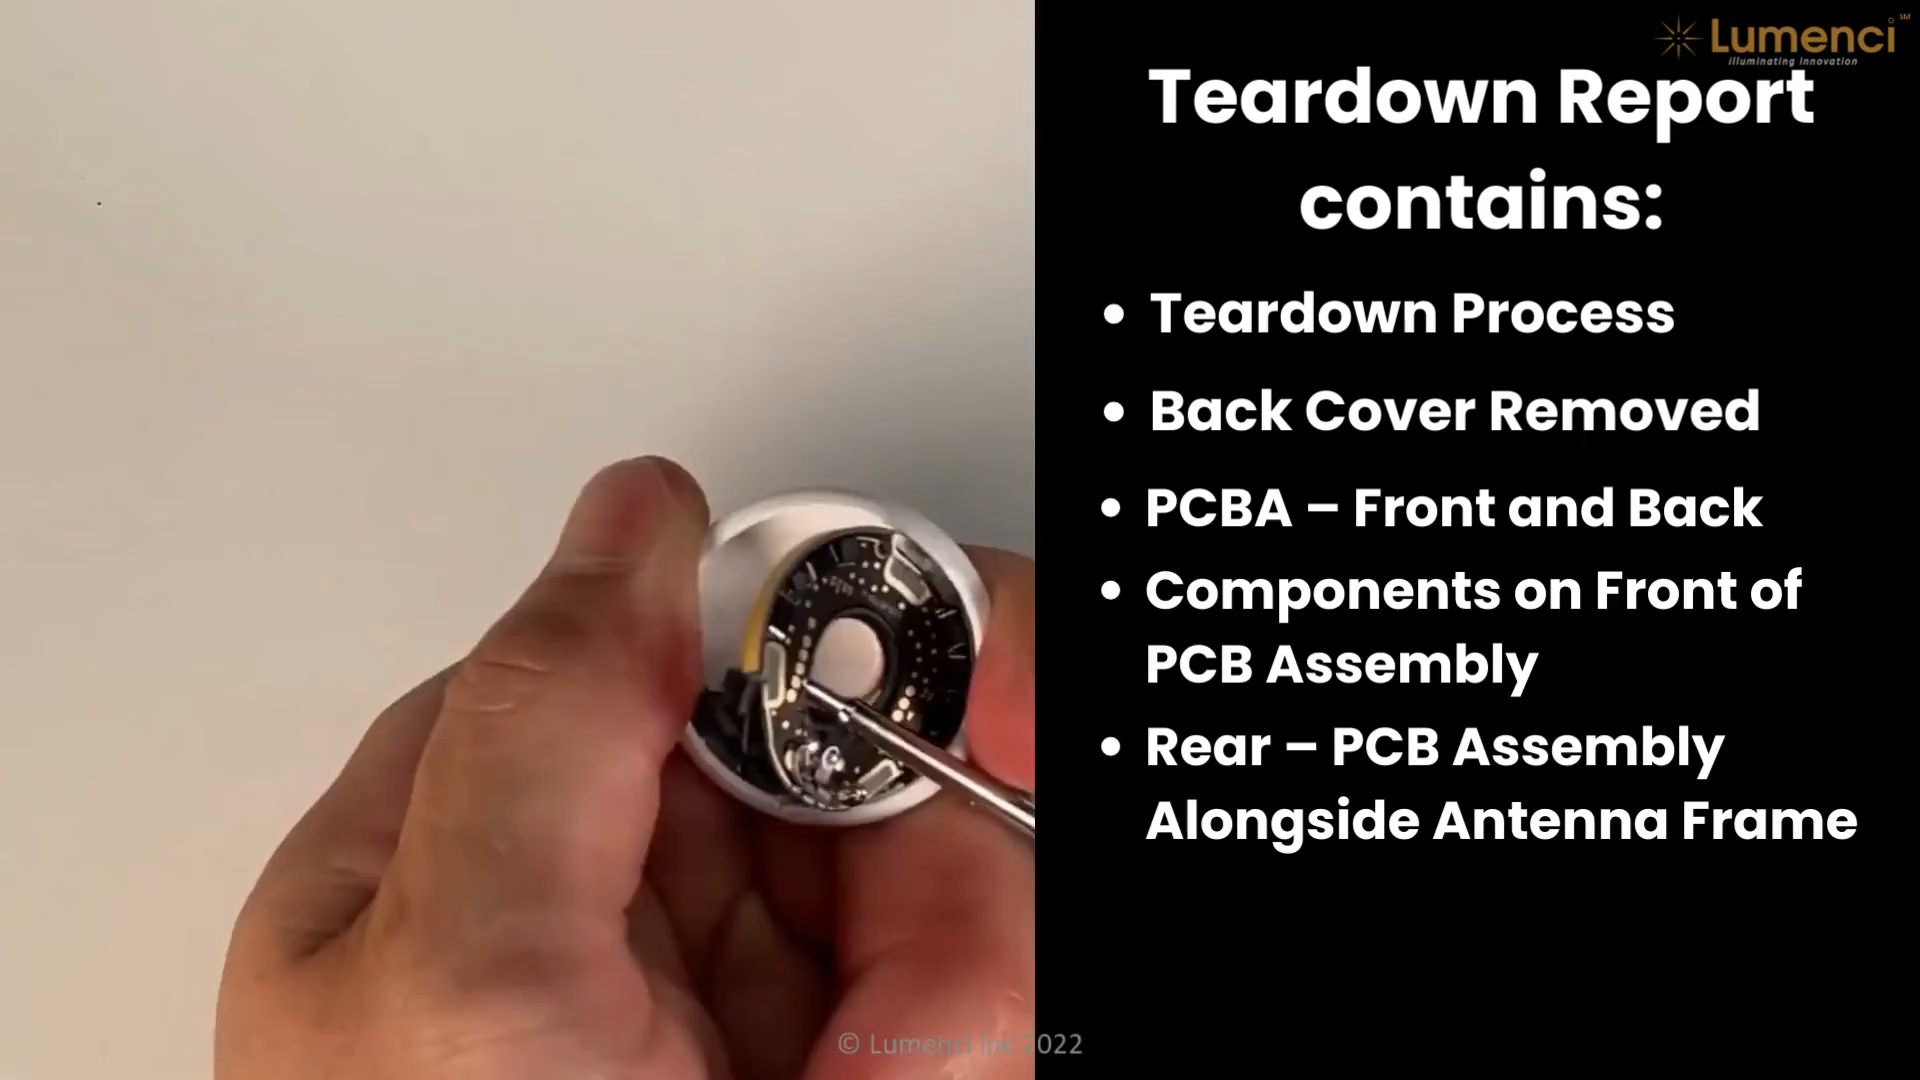 Lumenci SM
illuminating innovation
Teardown Report
contains:
• Teardown Process
• Back Cover Removed
• PCBA – Front and Back
• Components on Front of
PCB Assembly
• Rear – PCB Assembly
Alongside Antenna Frame
© Lumenci Inc 2022